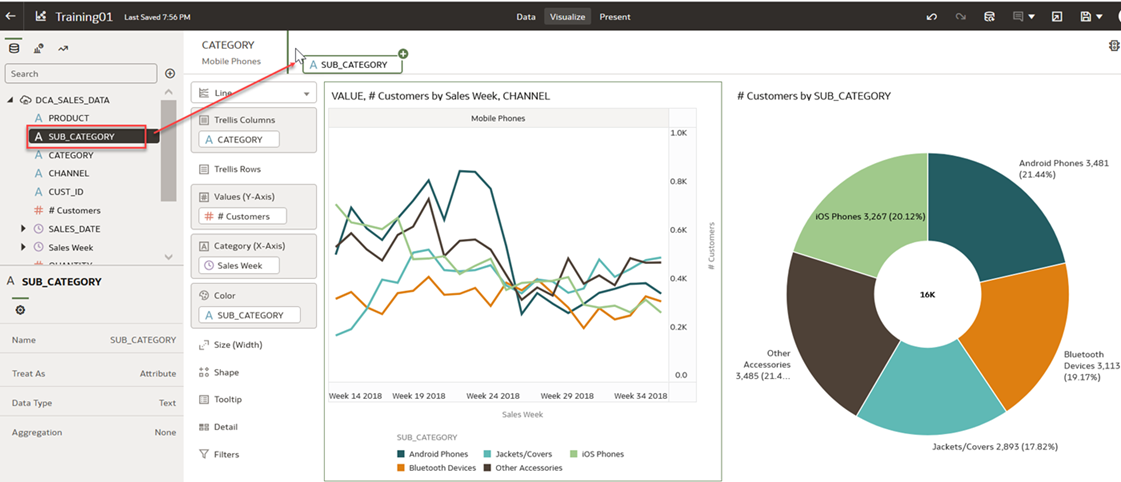 Training01 Last Saved 7:56 PM
Data Visualize Present
Search
DCA_SALES_DATA
A PRODUCT
A SUB_CATEGORY
A CATEGORY
A CHANNEL
A CUST_ID
# # Customers
SALES_DATE
Sales Week
A SUB_CATEGORY
Name SUB_CATEGORY
Treat As Attribute
Data Type Text
Aggregation None
CATEGORY
Mobile Phones
A SUB_CATEGORY
Line
Trellis Columns
A CATEGORY
Trellis Rows
Values (Y-Axis)
# # Customers
A Category (X-Axis)
Sales Week
Color
A SUB_CATEGORY
Size (Width)
Shape
Tooltip
Detail
Filters
VALUE, # Customers by Sales Week, CHANNEL
Mobile Phones
1.0K
0.8K
0.6K
0.4K
0.2K
0.0
# Customers
Week 14 2018 Week 19 2018 Week 24 2018 Week 29 2018 Week 34 2018
Sales Week
SUB_CATEGORY
Android Phones Jackets/Covers iOS Phones
Bluetooth Devices Other Accessories
# Customers by SUB_CATEGORY
Android Phones 3,481
(21.44%)
iOS Phones 3,267 (20.12%)
16K
Other
Accessories
3,485 (21.4...
Bluetooth
Devices 3,113
(19.17%)
Jackets/Covers 2,893 (17.82%)